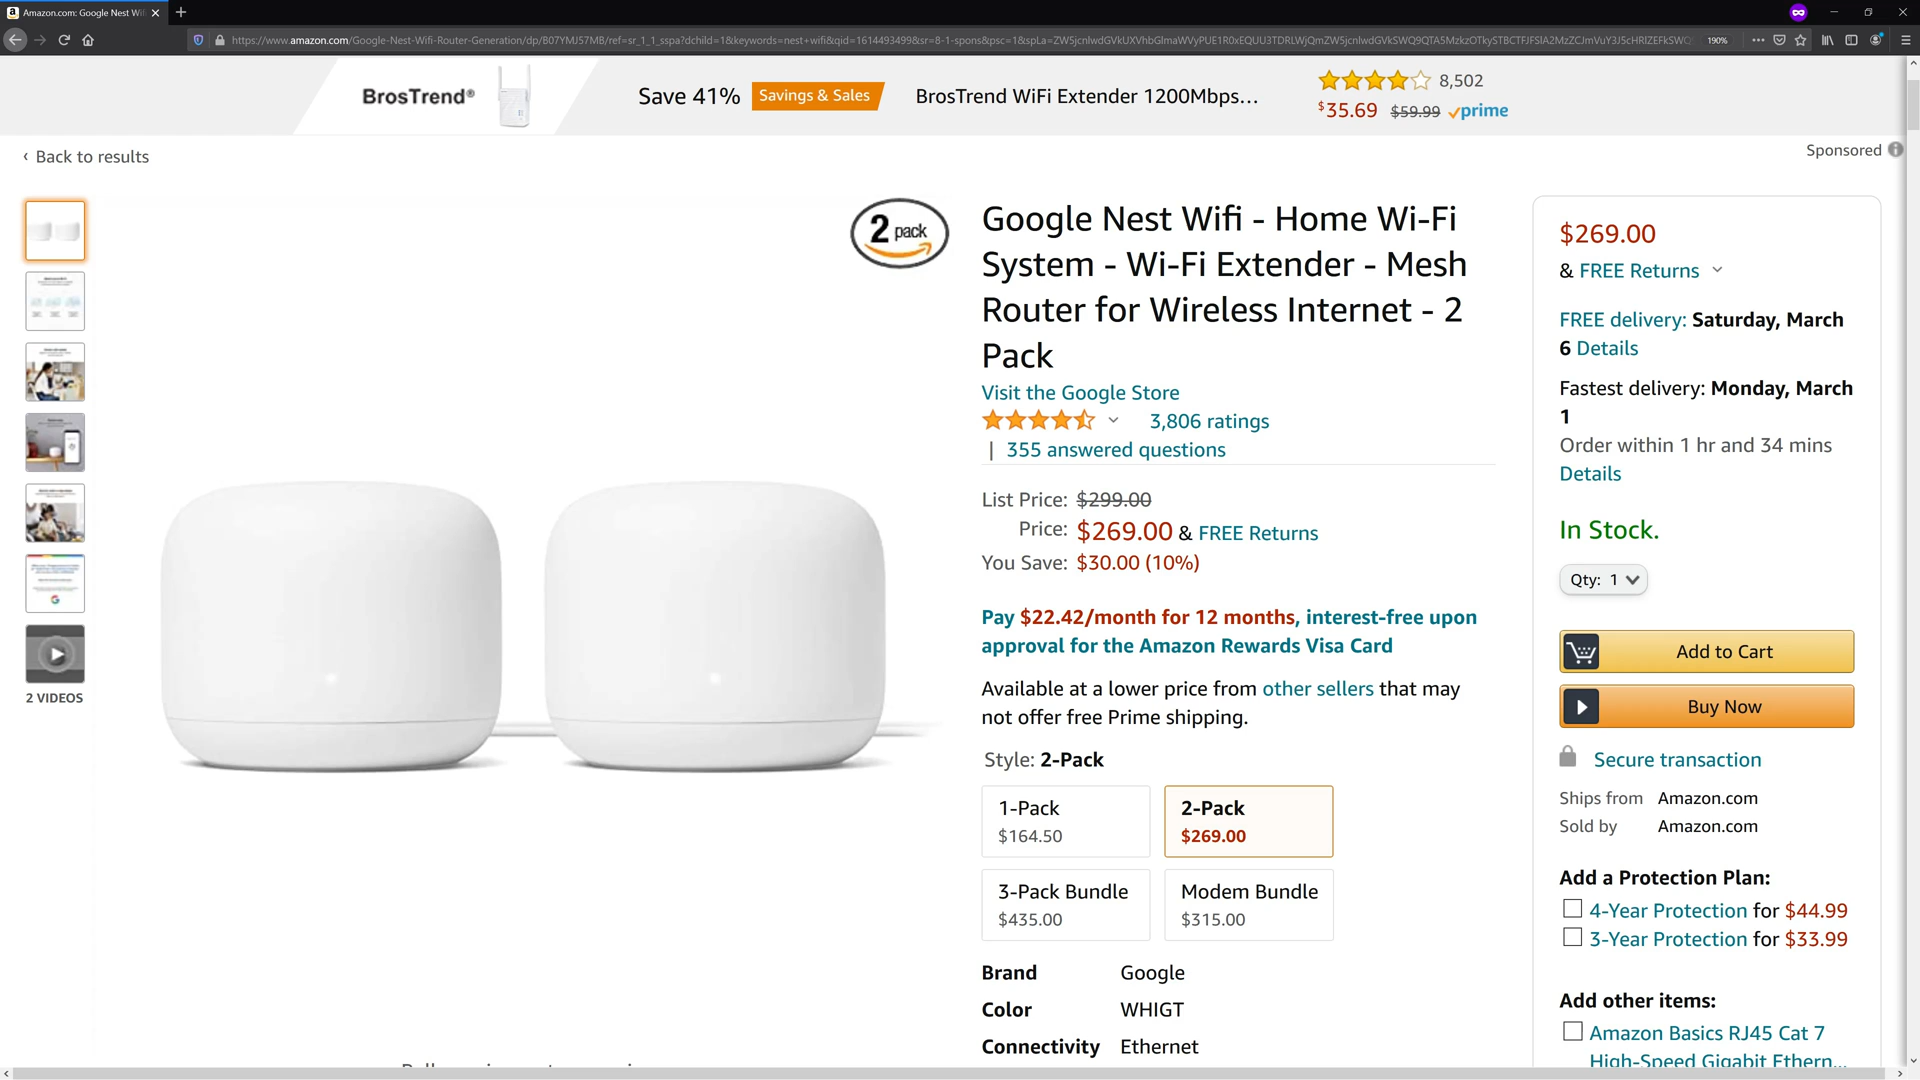 Amazon.com: Google Nest Wifi
190%
BrosTrend®
Save 41%
Savings & Sales
BrosTrend WiFi Extender 1200Mbps…
8,502
$35.69 $59.99 prime
‹ Back to results
Sponsored
2 pack
2 VIDEOS
Google Nest Wifi - Home Wi-Fi
System - Wi-Fi Extender - Mesh
Router for Wireless Internet - 2
Pack
Visit the Google Store
3,806 ratings
| 355 answered questions
List Price: $299.00
Price: $269.00 & FREE Returns
You Save: $30.00 (10%)
Pay $22.42/month for 12 months, interest-free upon
approval for the Amazon Rewards Visa Card
Available at a lower price from other sellers that may
not offer free Prime shipping.
Style: 2-Pack
1-Pack
$164.50
2-Pack
$269.00
3-Pack Bundle
$435.00
Modem Bundle
$315.00
Brand Google
Color WHIGT
Connectivity Ethernet
$269.00
& FREE Returns
FREE delivery: Saturday, March
6 Details
Fastest delivery: Monday, March
1
Order within 1 hr and 34 mins
Details
In Stock.
Qty: 1
Add to Cart
Buy Now
Secure transaction
Ships from Amazon.com
Sold by Amazon.com
Add a Protection Plan:
4-Year Protection for $44.99
3-Year Protection for $33.99
Add other items:
Amazon Basics RJ45 Cat 7
High-Speed Gigabit Ethern...